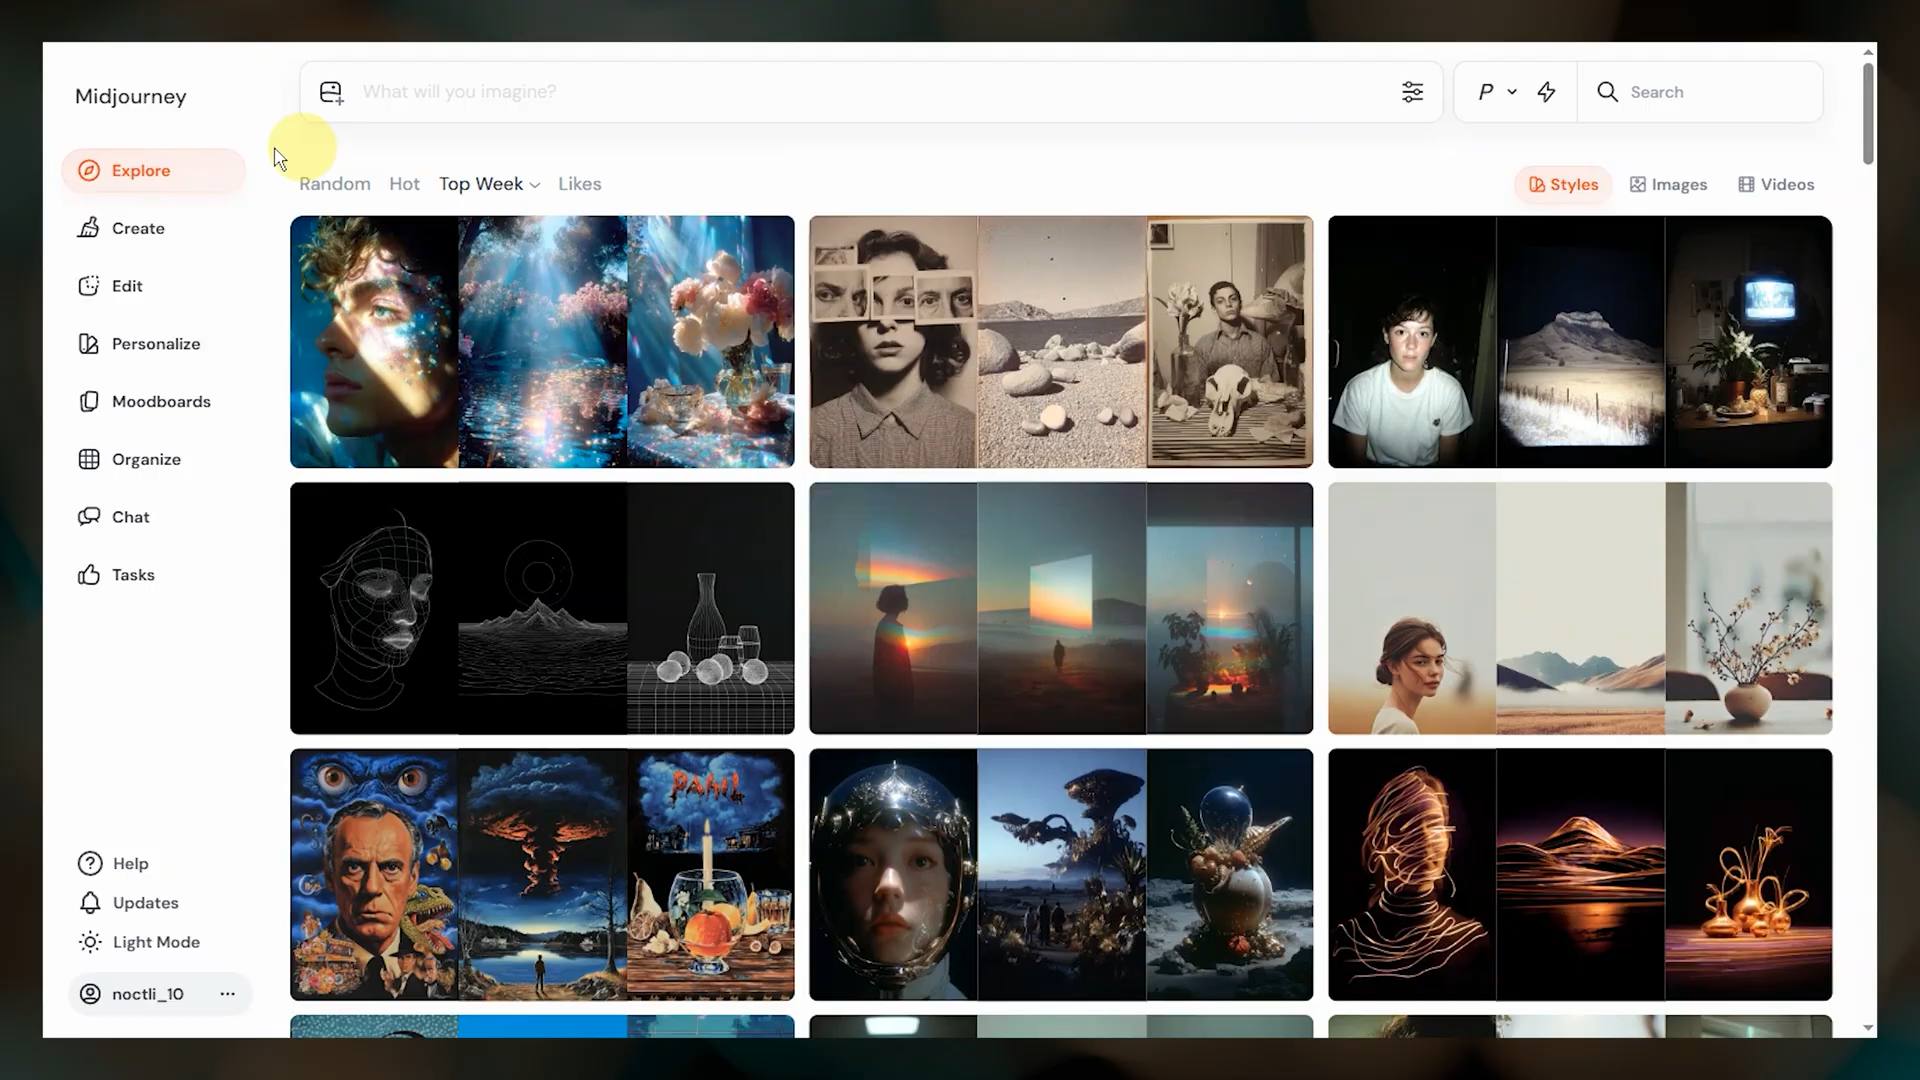 Midjourney
What will you imagine?
P
Search
Explore
Create
Edit
Personalize
Moodboards
Organize
Chat
Tasks
Random Hot Top Week Likes
Styles Images Videos
Help
Updates
Light Mode
noctli_10 ...